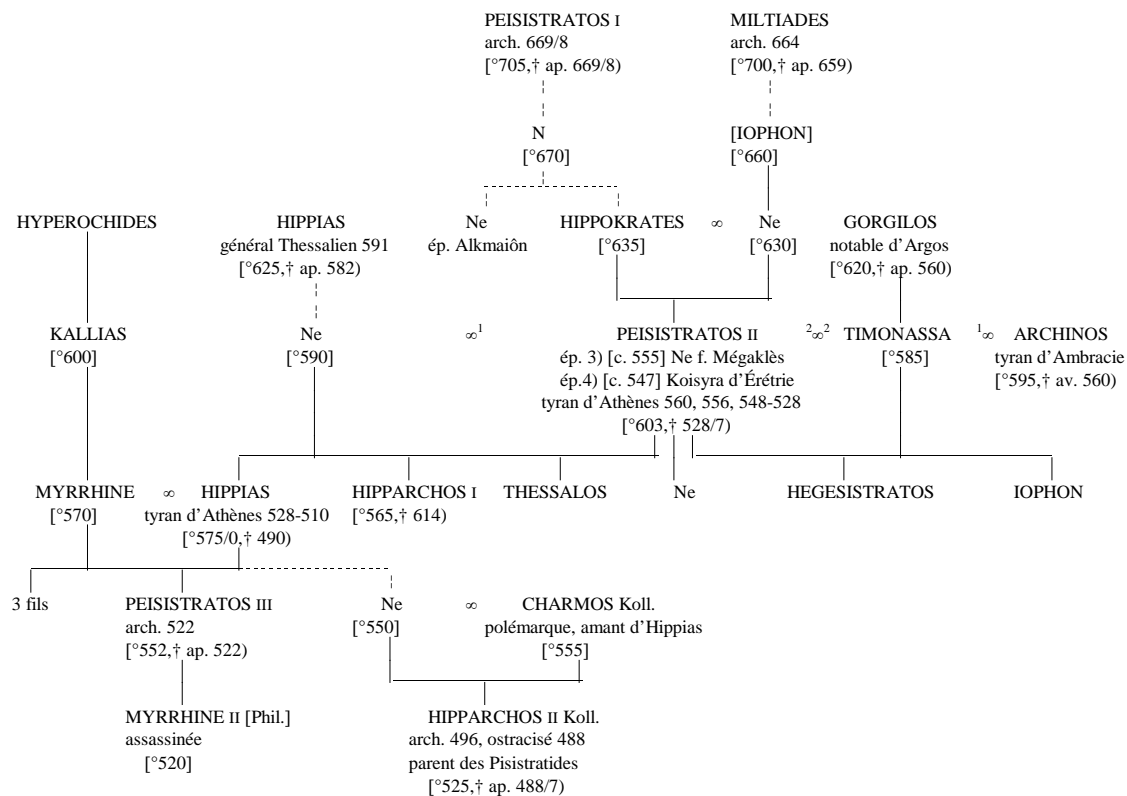 PEISISTRATOS I MILTIADES
arch. 669/8 arch. 664
[°705,† ap. 669/8) [°700,† ap. 659)
N [IOPHON]
[°670] [°660]
HYPEROCHIDES HIPPIAS Ne HIPPOKRATES ∞ Ne GORGILOS
général Thessalien 591 ép. Alkmaiôn [°635] [°630] notable d’Argos
[°625,† ap. 582) [°620,† ap. 560)
KALLIAS Ne ∞1 PEISISTRATOS II 2∞2 TIMONASSA 1∞ ARCHINOS
[°600] [°590] ép. 3) [c. 555] Ne f. Mégaklès [°585] tyran d’Ambracie
ép.4) [c. 547] Koisyra d’Érétrie [°595,† av. 560)
tyran d’Athènes 560, 556, 548-528
[°603,† 528/7)
MYRRHINE ∞ HIPPIAS HIPPARCHOS I THESSALOS Ne HEGESISTRATOS IOPHON
[°570] tyran d’Athènes 528-510 [°565,† 614)
[°575/0,† 490)
3 fils PEISISTRATOS III Ne ∞ CHARMOS Koll.
arch. 522 [°550] polémarque, amant d’Hippias
[°552,† ap. 522) [°555]
MYRRHINE II [Phil.] HIPPARCHOS II Koll.
assassinée arch. 496, ostracisé 488
[°520] parent des Pisistratides
[°525,† ap. 488/7)